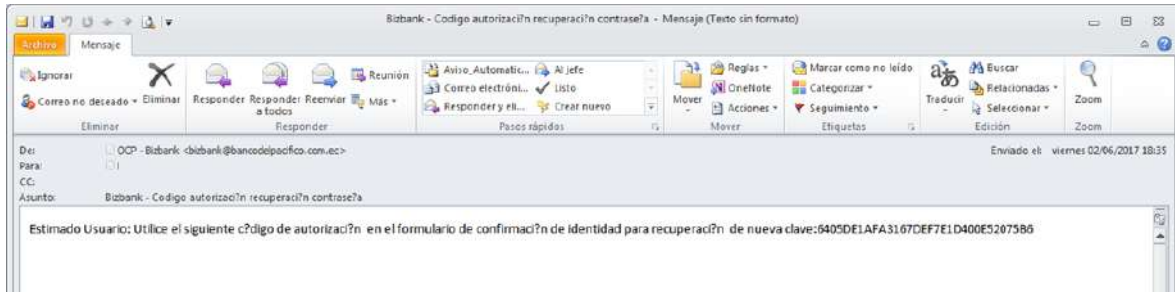 Bizbank - Codigo autorizaci?n recuperaci?n contrase?a - Mensaje (Texto sin formato)
Archivo Mensaje
Ignorar
Correo no deseado
Eliminar
Responder
Responder a todos
Reenviar
Reunión
Más
Aviso_Automatic...
Al jefe
Correo electróni...
Listo
Responder y eli...
Crear nuevo
Mover
Reglas
OneNote
Acciones
Marcar como no leído
Categorizar
Seguimiento
Traducir
Buscar
Relacionadas
Seleccionar
Zoom
Eliminar Responder Pasos rápidos Mover Etiquetas Edición Zoom
De: OCP - Bizbank <bizbank@bancodelpacifico.com.ec> Enviado el: viernes 02/06/2017 18:35
Para:
CC:
Asunto: Bizbank - Codigo autorizaci?n recuperaci?n contrase?a
Estimado Usuario: Utilice el siguiente c?digo de autorizaci?n en el formulario de confirmaci?n de identidad para recuperaci?n de nueva clave:6405DE1AFA3167DEF7E1D400E52075B6